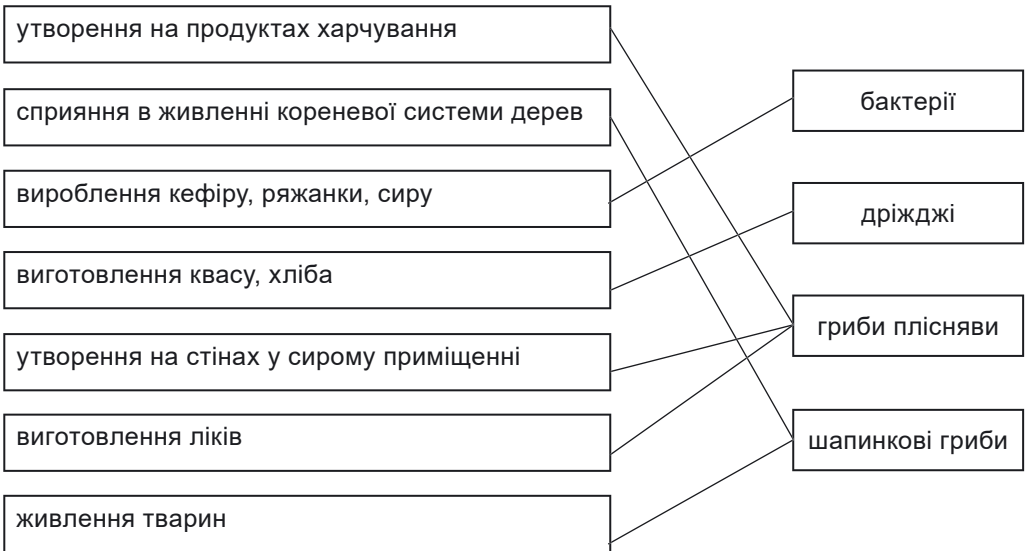 утворення на продуктах харчування
сприяння в живленні кореневої системи дерев
вироблення кефіру, ряжанки, сиру
виготовлення квасу, хліба
утворення на стінах у сирому приміщенні
виготовлення ліків
живлення тварин
бактерії
дріжджі
гриби плісняви
шапинкові гриби